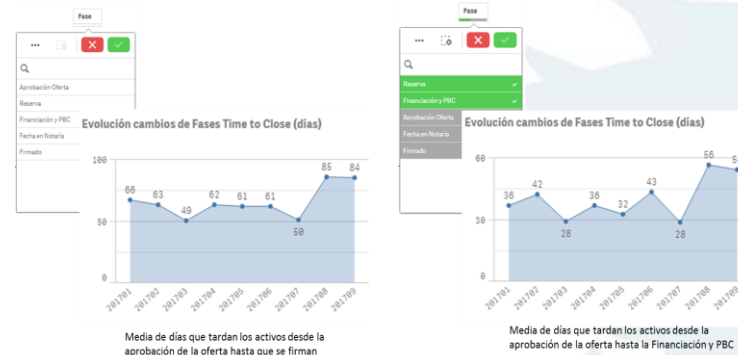 Fase
Aprobación Oferta
Reserva
Financiación y PBC
Fecha en Notaría
Firmado
Evolución cambios de Fases Time to Close (días)
100
50
0
66
63
49
62
61
61
50
85
84
201701
201702
201703
201704
201705
201706
201707
201708
201709
Media de días que tardan los activos desde la
aprobación de la oferta hasta que se firman
Fase
Reserva
Financiación y PBC
Aprobación Oferta
Fecha en Notaría
Firmado
Evolución cambios de Fases Time to Close (días)
60
30
0
36
42
28
36
32
43
28
56
201701
201702
201703
201704
201705
201706
201707
201708
201709
Media de días que tardan los activos desde la
aprobación de la oferta hasta la Financiación y PBC